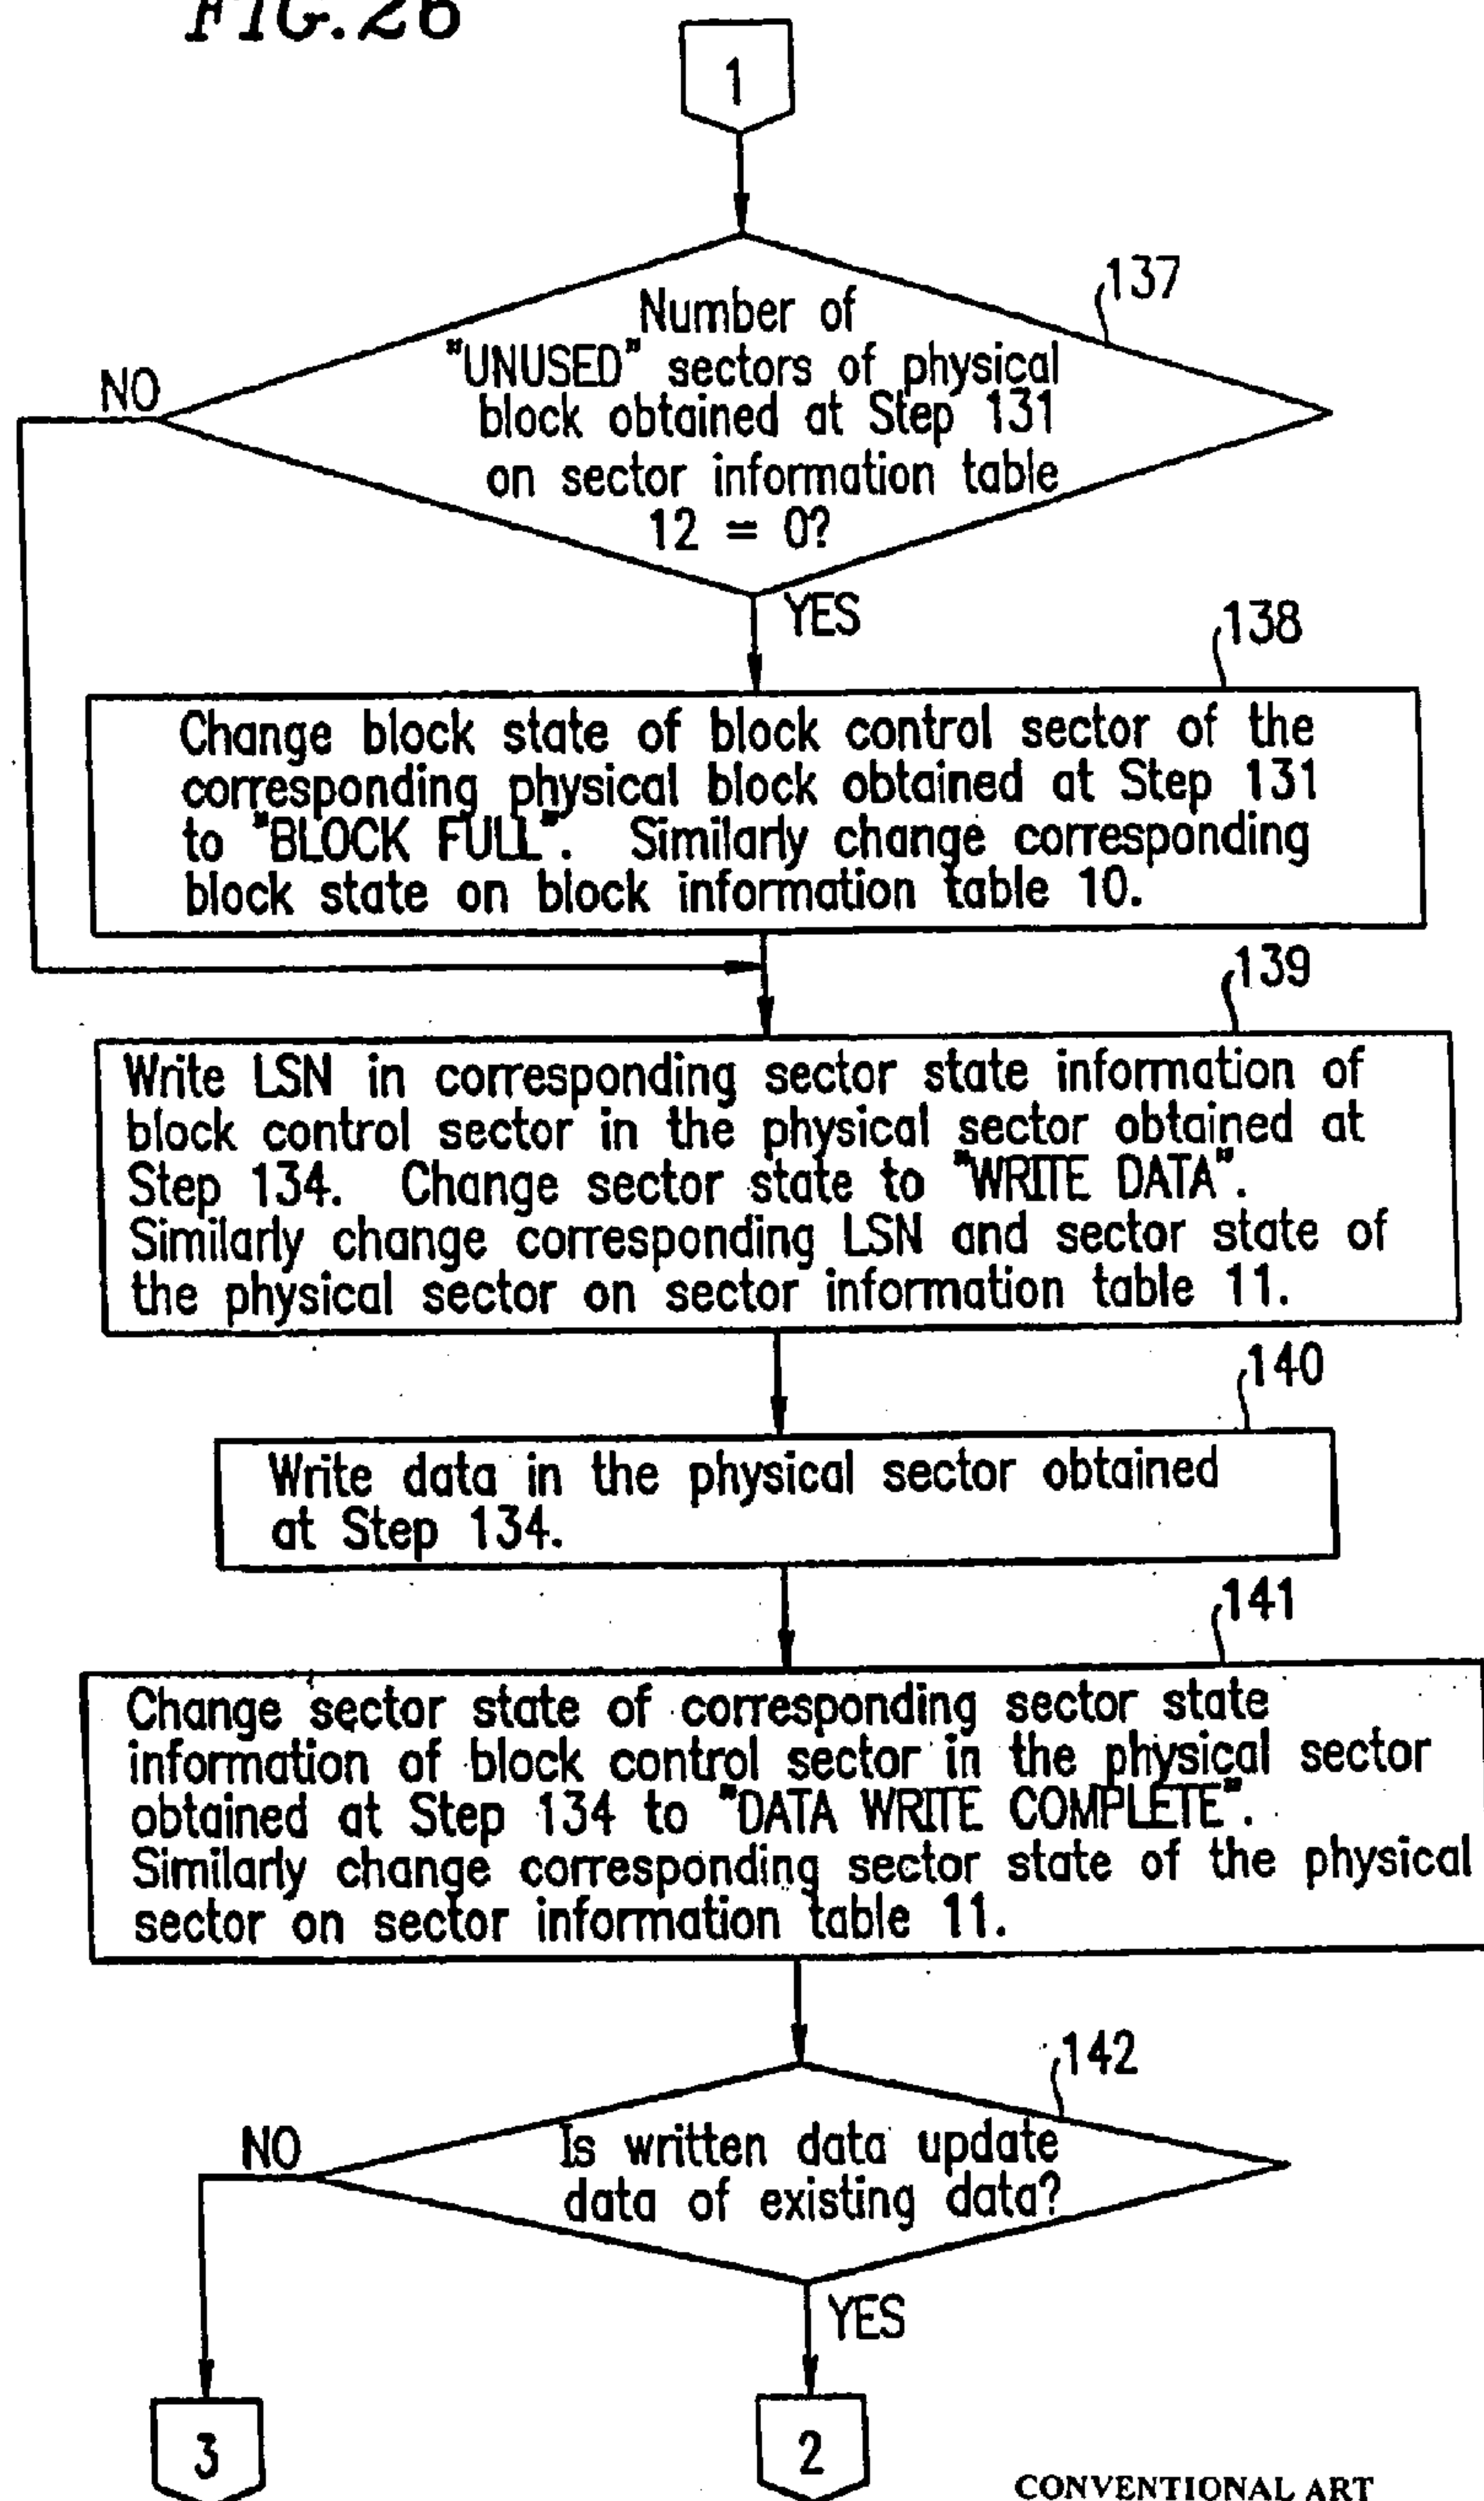 FIG.26
1
137
Number of
"UNUSED" sectors of physical
block obtained at Step 131
on sector information table
12 = 0?
NO
YES
138
Change block state of block control sector of the
corresponding physical block obtained at Step 131
to "BLOCK FULL". Similarly change corresponding
block state on block information table 10.
139
Write LSN in corresponding sector state information of
block control sector in the physical sector obtained at
Step 134. Change sector state to "WRITE DATA".
Similarly change corresponding LSN and sector state of
the physical sector on sector information table 11.
140
Write data in the physical sector obtained
at Step 134.
141
Change sector state of corresponding sector state
information of block control sector in the physical sector
obtained at Step 134 to "DATA WRITE COMPLETE".
Similarly change corresponding sector state of the physical
sector on sector information table 11.
142
Is written data update
data of existing data?
NO
YES
3
2
CONVENTIONAL ART